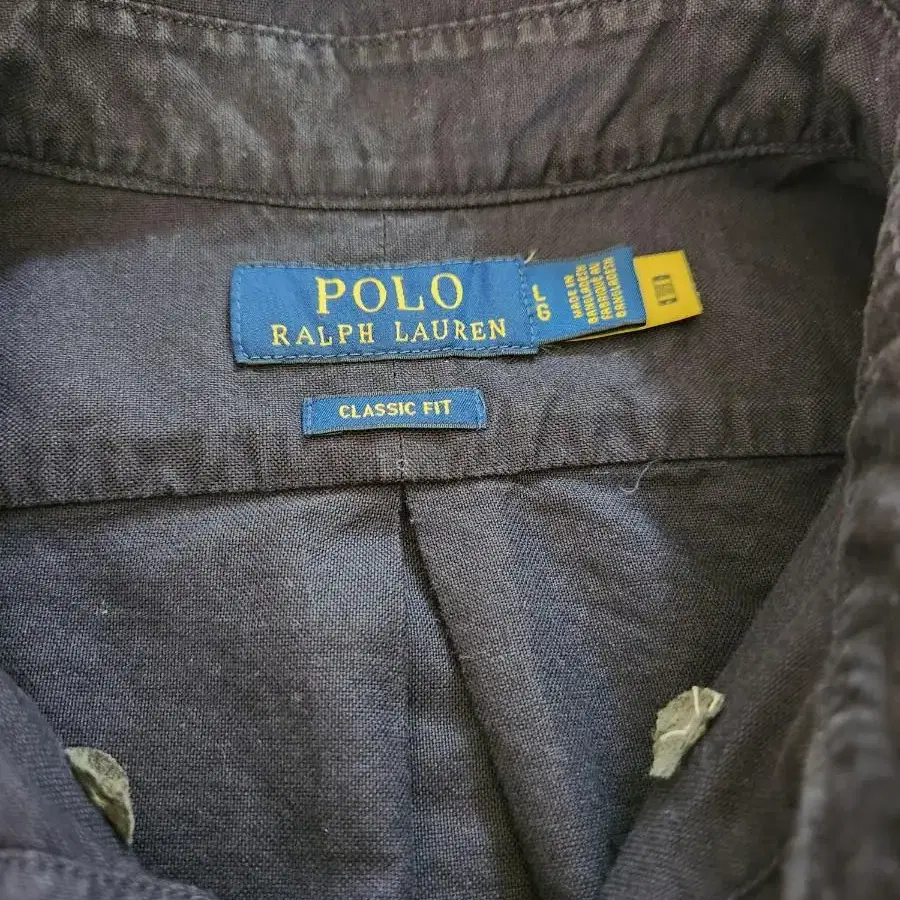 POLO
RALPH LAUREN
MADE IN
BANGLADESH
FABRIQUÉ AU
BANGLADESH
CLASSIC FIT